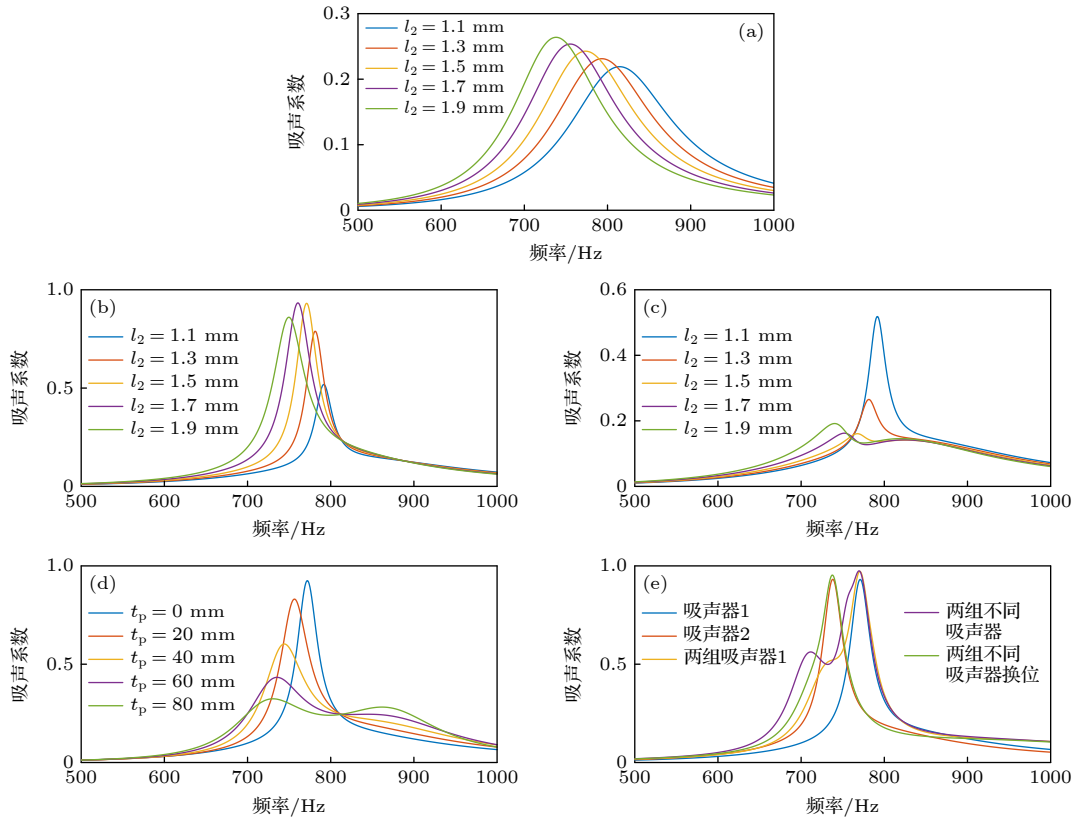 (a)
l₂ = 1.1 mm
l₂ = 1.3 mm
l₂ = 1.5 mm
l₂ = 1.7 mm
l₂ = 1.9 mm
吸声系数
0.3
0.2
0.1
0
500 600 700 800 900 1000
频率/Hz
(b)
l₂ = 1.1 mm
l₂ = 1.3 mm
l₂ = 1.5 mm
l₂ = 1.7 mm
l₂ = 1.9 mm
吸声系数
1.0
0.5
0
500 600 700 800 900 1000
频率/Hz
(c)
l₂ = 1.1 mm
l₂ = 1.3 mm
l₂ = 1.5 mm
l₂ = 1.7 mm
l₂ = 1.9 mm
吸声系数
0.6
0.4
0.2
0
500 600 700 800 900 1000
频率/Hz
(d)
tₚ = 0 mm
tₚ = 20 mm
tₚ = 40 mm
tₚ = 60 mm
tₚ = 80 mm
吸声系数
1.0
0.5
0
500 600 700 800 900 1000
频率/Hz
(e)
吸声器1
吸声器2
两组吸声器1
两组不同
吸声器
两组不同
吸声器换位
吸声系数
1.0
0.5
0
500 600 700 800 900 1000
频率/Hz